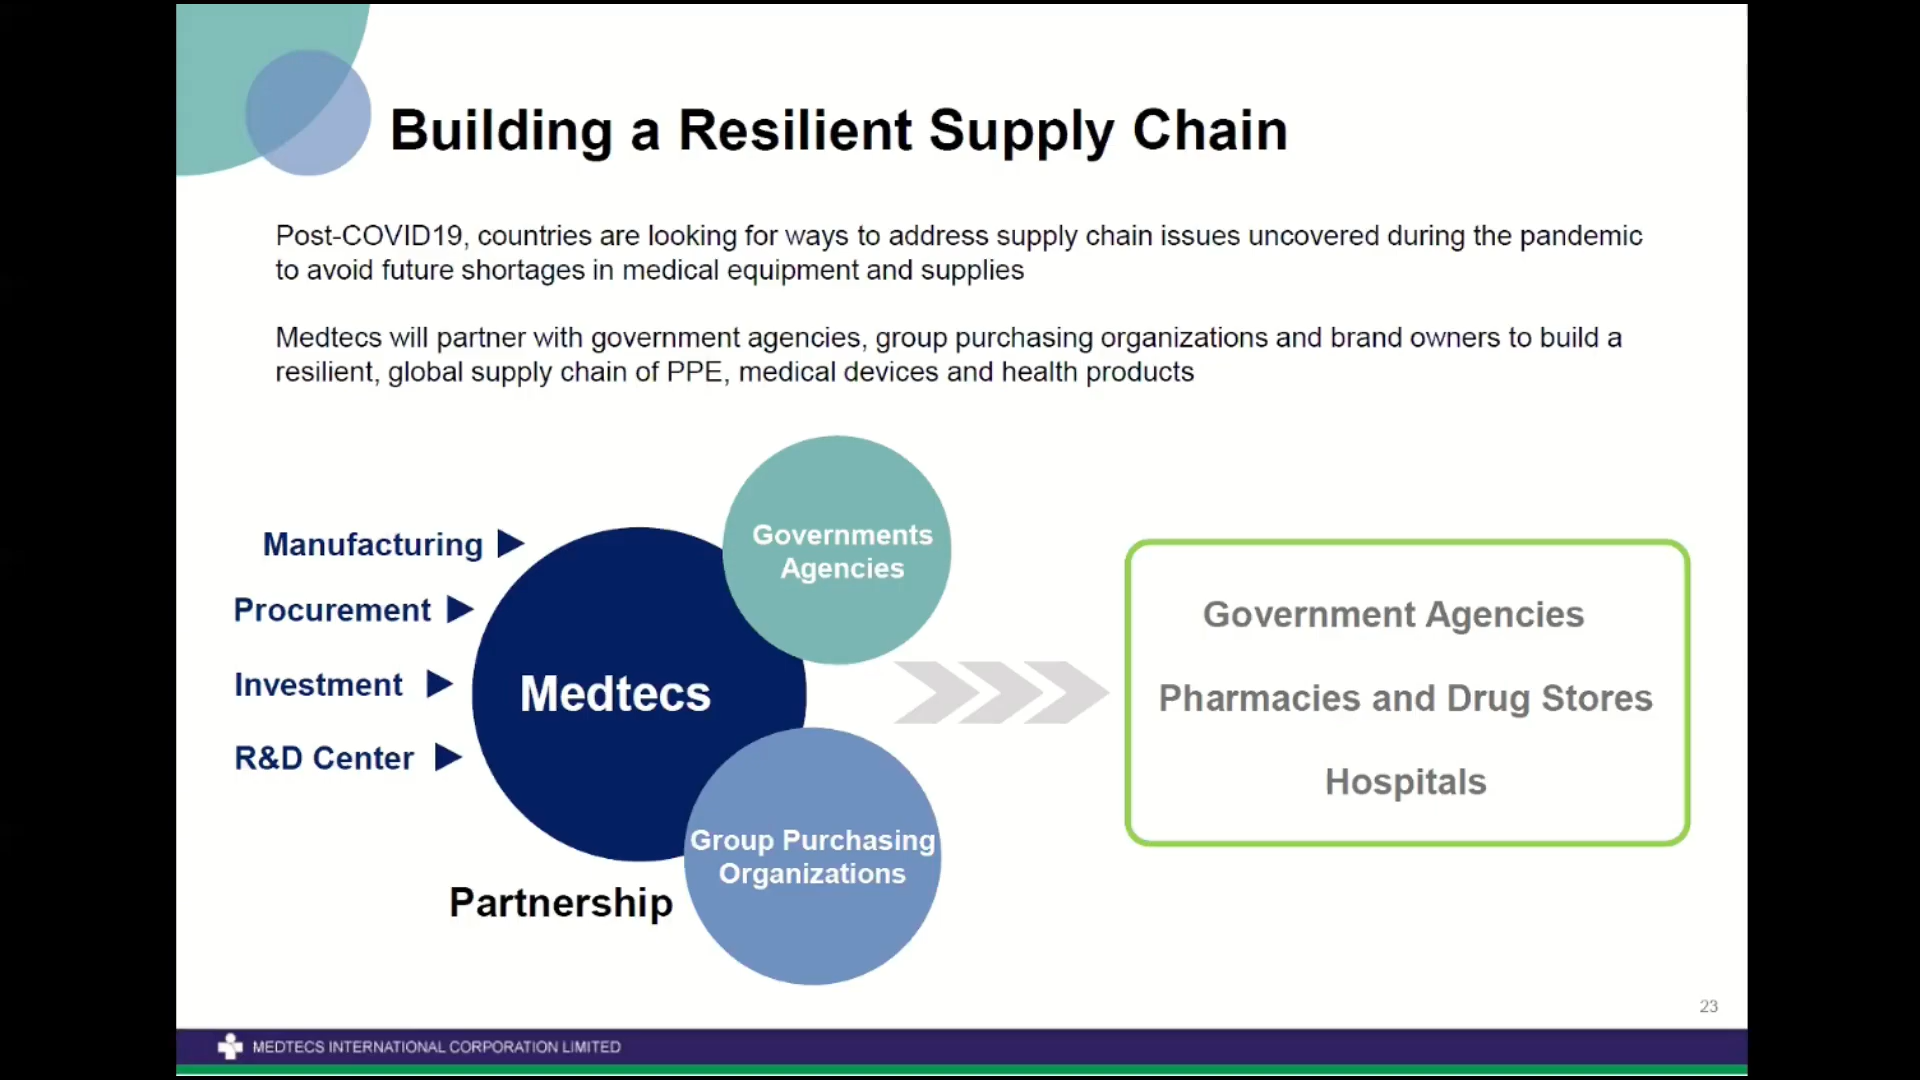 Building a Resilient Supply Chain
Post-COVID19, countries are looking for ways to address supply chain issues uncovered during the pandemic
to avoid future shortages in medical equipment and supplies
Medtecs will partner with government agencies, group purchasing organizations and brand owners to build a
resilient, global supply chain of PPE, medical devices and health products
Manufacturing
Procurement
Investment
R&D Center
Medtecs
Governments
Agencies
Group Purchasing
Organizations
Partnership
Government Agencies
Pharmacies and Drug Stores
Hospitals
23
MEDTECS INTERNATIONAL CORPORATION LIMITED